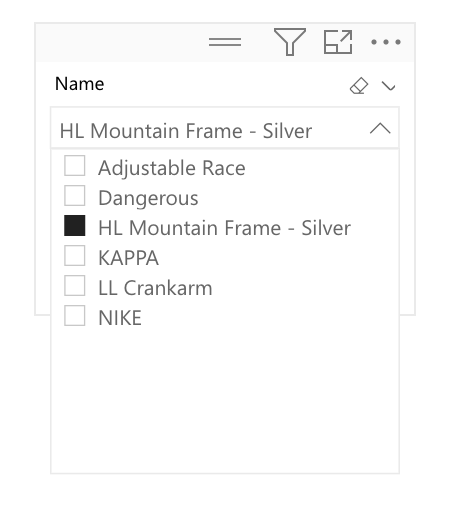 Name
HL Mountain Frame - Silver
Adjustable Race
Dangerous
HL Mountain Frame - Silver
KAPPA
LL Crankarm
NIKE